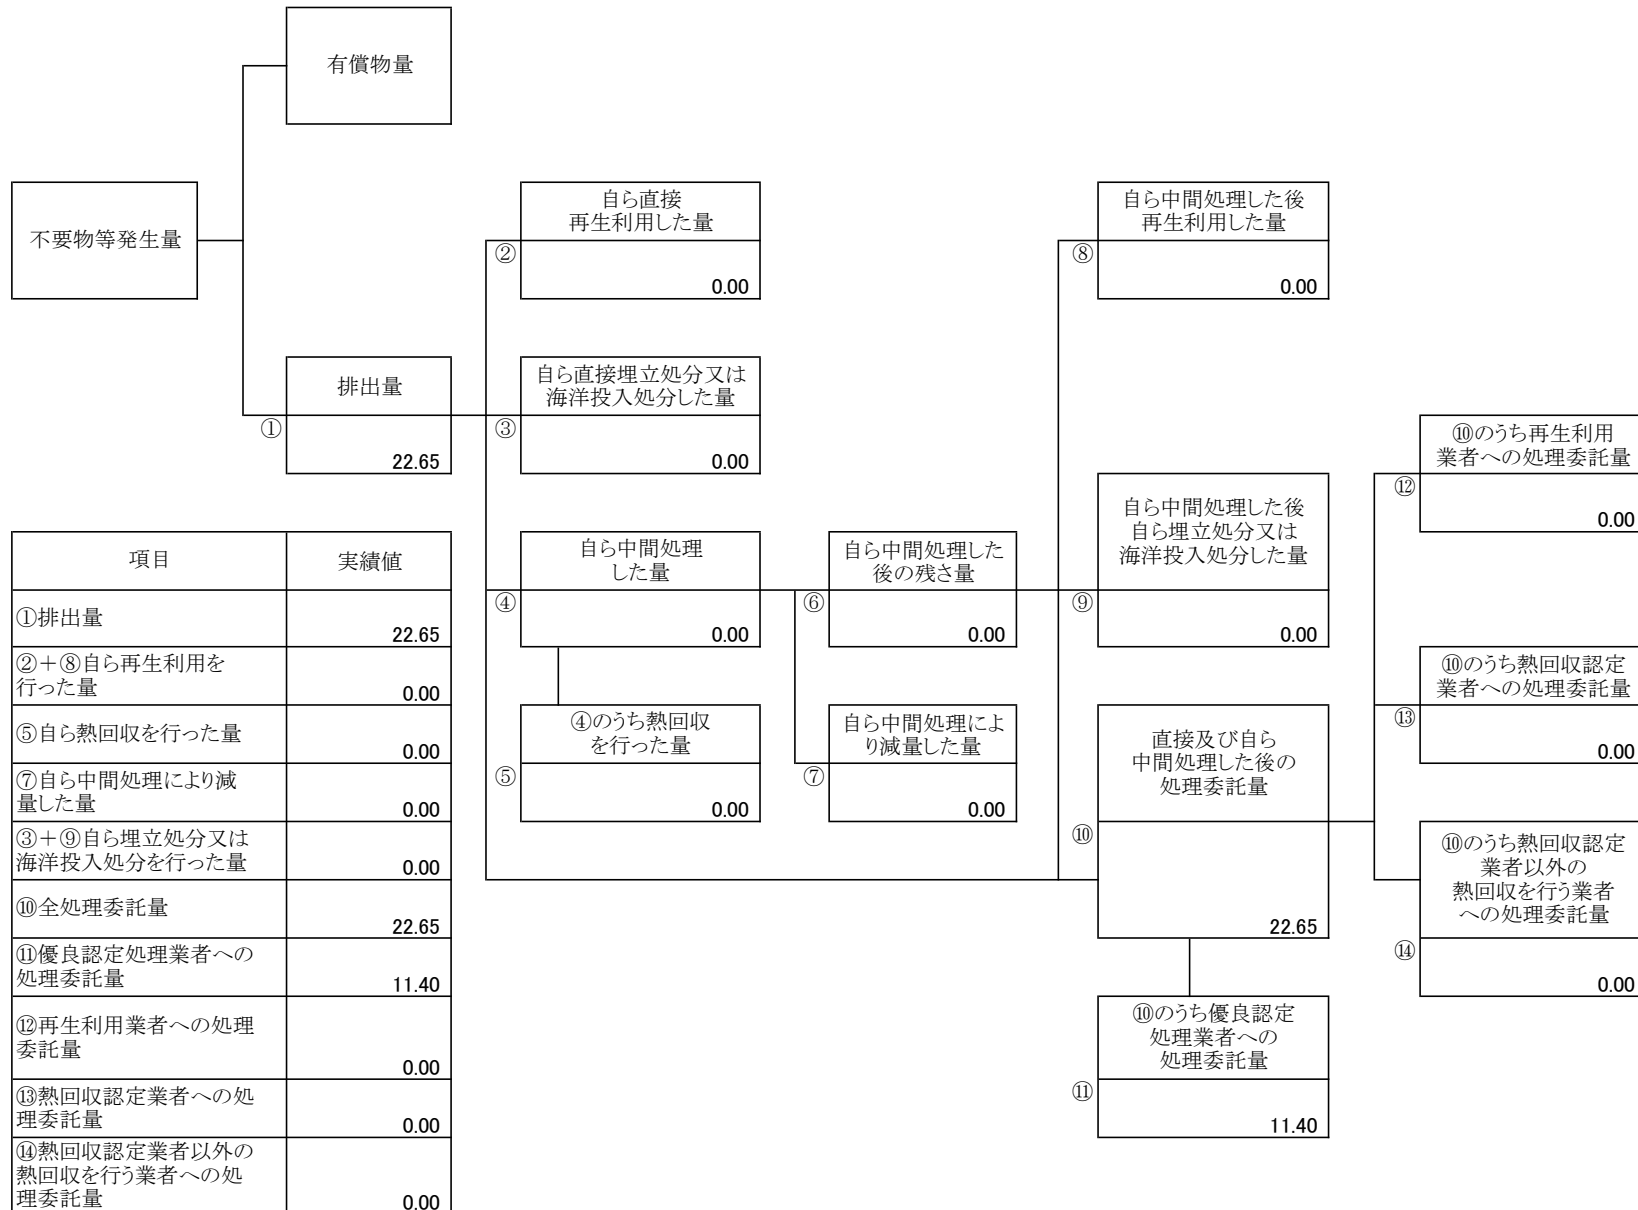 有償物量
不要物等発生量
自ら直接
再生利用した量
②
0.00
自ら中間処理した後
再生利用した量
⑧
0.00
排出量
①
22.65
自ら直接埋立処分又は
海洋投入処分した量
③
0.00
⑩のうち再生利用
業者への処理委託量
⑫
0.00
自ら中間処理
した量
④
0.00
自ら中間処理した
後の残さ量
⑥
0.00
自ら中間処理した後
自ら埋立処分又は
海洋投入処分した量
⑨
0.00
⑩のうち熱回収認定
業者への処理委託量
⑬
0.00
④のうち熱回収
を行った量
⑤
0.00
自ら中間処理によ
り減量した量
⑦
0.00
直接及び自ら
中間処理した後の
処理委託量
⑩
22.65
⑩のうち熱回収認定
業者以外の
熱回収を行う業者
への処理委託量
⑭
0.00
⑩のうち優良認定
処理業者への
処理委託量
⑪
11.40
項目 実績値
①排出量
22.65
②＋⑧自ら再生利用を
行った量
0.00
⑤自ら熱回収を行った量
0.00
⑦自ら中間処理により減
量した量
0.00
③＋⑨自ら埋立処分又は
海洋投入処分を行った量
0.00
⑩全処理委託量
22.65
⑪優良認定処理業者への
処理委託量
11.40
⑫再生利用業者への処理
委託量
0.00
⑬熱回収認定業者への処
理委託量
0.00
⑭熱回収認定業者以外の
熱回収を行う業者への処
理委託量
0.00